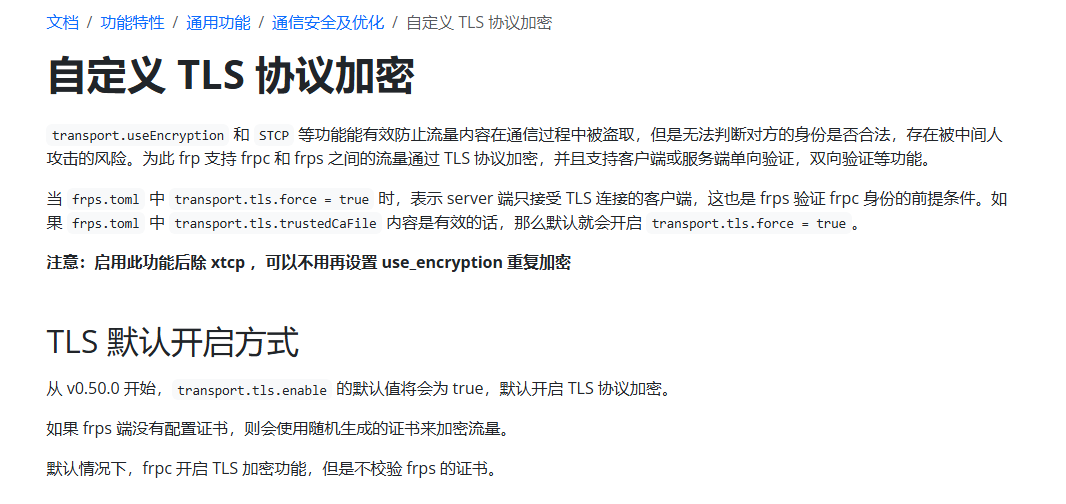 文档 / 功能特性 / 通用功能 / 通信安全及优化 / 自定义 TLS 协议加密
自定义 TLS 协议加密
transport.useEncryption 和 STCP 等功能能有效防止流量内容在通信过程中被盗取，但是无法判断对方的身份是否合法，存在被中间人
攻击的风险。为此 frp 支持 frpc 和 frps 之间的流量通过 TLS 协议加密，并且支持客户端或服务端单向验证，双向验证等功能。
当 frps.toml 中 transport.tls.force = true 时，表示 server 端只接受 TLS 连接的客户端，这也是 frps 验证 frpc 身份的前提条件。如
果 frps.toml 中 transport.tls.trustedCaFile 内容是有效的话，那么默认就会开启 transport.tls.force = true。
注意：启用此功能后除 xtcp ，可以不用再设置 use_encryption 重复加密
TLS 默认开启方式
从 v0.50.0 开始，transport.tls.enable 的默认值将会为 true，默认开启 TLS 协议加密。
如果 frps 端没有配置证书，则会使用随机生成的证书来加密流量。
默认情况下，frpc 开启 TLS 加密功能，但是不校验 frps 的证书。